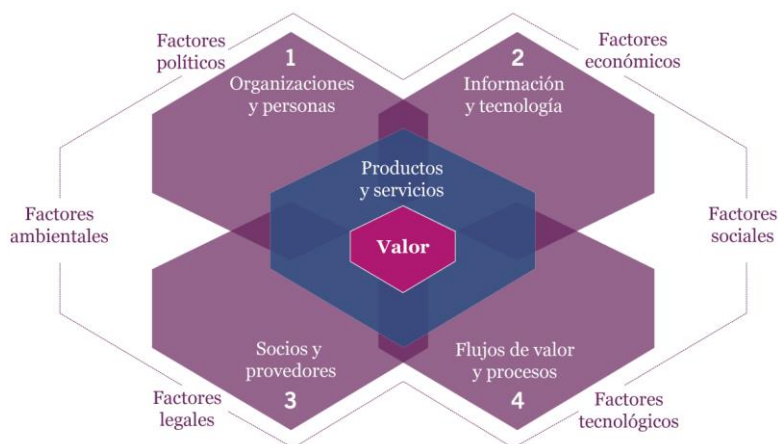 Factores
políticos
1
Organizaciones
y personas
2
Información
y tecnología
Factores
económicos
Productos
y servicios
Factores
ambientales
Valor
Factores
sociales
Socios y
provedores
3
Flujos de valor
y procesos
4
Factores
legales
Factores
tecnológicos